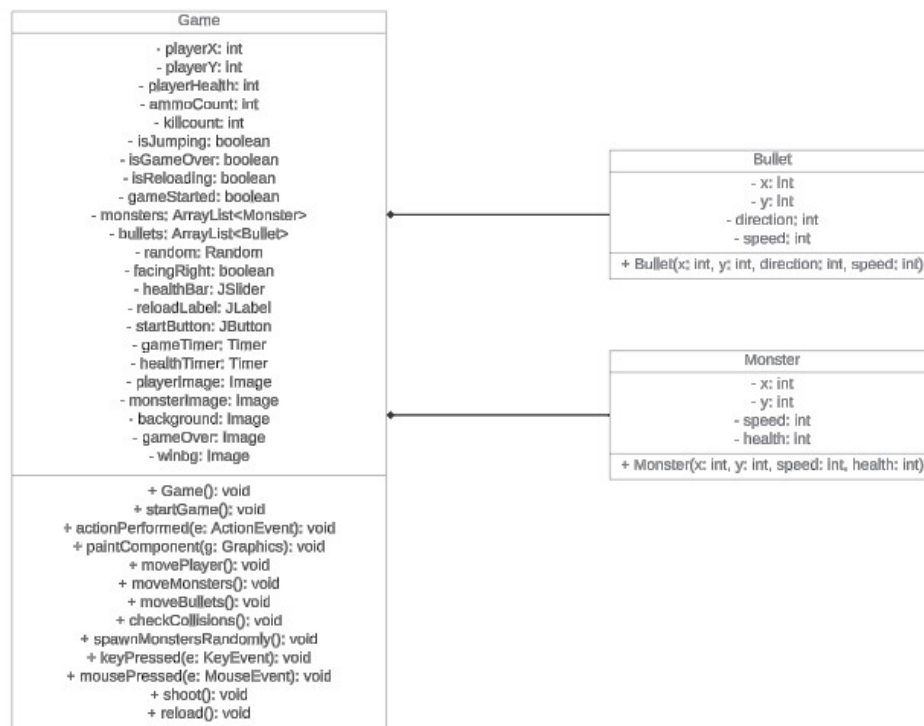 Game
- playerX: int
- playerY: int
- playerHealth: int
- ammoCount: int
- killcount: int
- isJumping: boolean
- isGameOver: boolean
- isReloading: boolean
- gameStarted: boolean
- monsters: ArrayList<Monster>
- bullets: ArrayList<Bullet>
- random: Random
- facingRight: boolean
- healthBar: JSlider
- reloadLabel: JLabel
- startButton: JButton
- gameTimer: Timer
- healthTimer: Timer
- playerImage: Image
- monsterImage: Image
- background: Image
- gameOver: Image
- winbg: Image
+ Game(): void
+ startGame(): void
+ actionPerformed(e: ActionEvent): void
+ paintComponent(g: Graphics): void
+ movePlayer(): void
+ moveMonsters(): void
+ moveBullets(): void
+ checkCollisions(): void
+ spawnMonstersRandomly(): void
+ keyPressed(e: KeyEvent): void
+ mousePressed(e: MouseEvent): void
+ shoot(): void
+ reload(): void
Bullet
- x: int
- y: int
- direction: int
- speed: int
+ Bullet(x: int, y: int, direction: int, speed: int)
Monster
- x: int
- y: int
- speed: int
- health: int
+ Monster(x: int, y: int, speed: int, health: int)